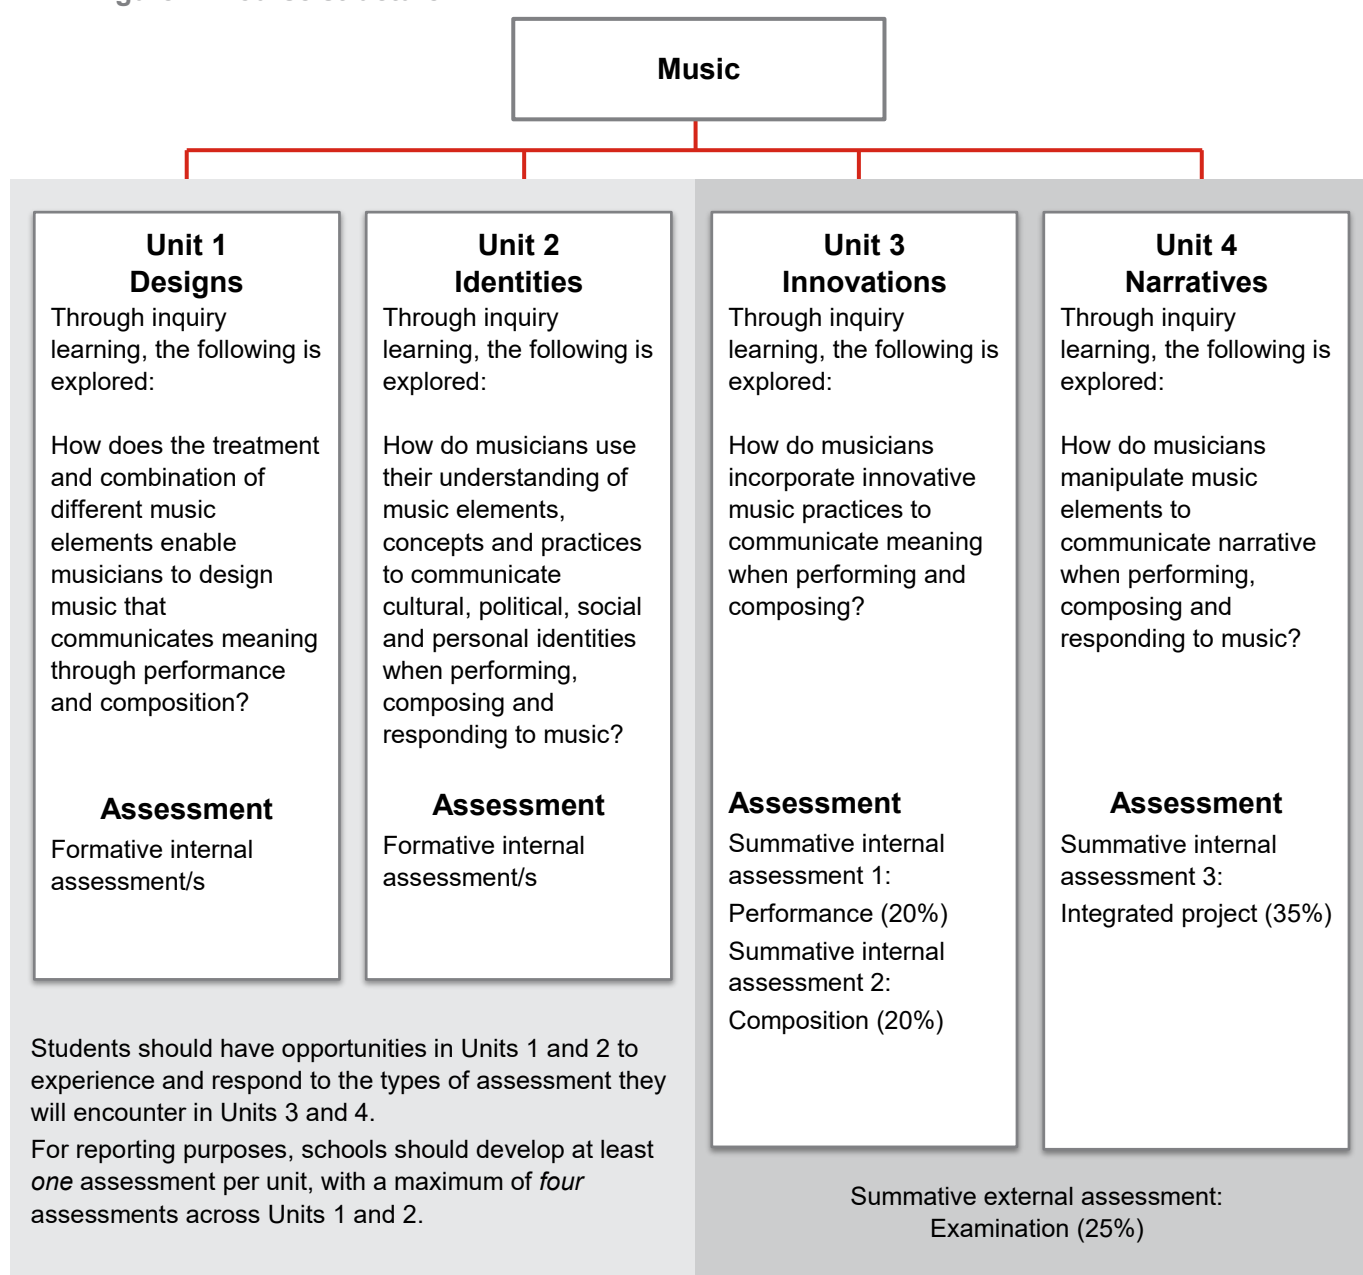 Music
Unit 1
Designs
Through inquiry
learning, the following is
explored:
How does the treatment
and combination of
different music
elements enable
musicians to design
music that
communicates meaning
through performance
and composition?
Assessment
Formative internal
assessment/s
Unit 2
Identities
Through inquiry
learning, the following is
explored:
How do musicians use
their understanding of
music elements,
concepts and practices
to communicate
cultural, political, social
and personal identities
when performing,
composing and
responding to music?
Assessment
Formative internal
assessment/s
Students should have opportunities in Units 1 and 2 to
experience and respond to the types of assessment they
will encounter in Units 3 and 4.
For reporting purposes, schools should develop at least
one assessment per unit, with a maximum of four
assessments across Units 1 and 2.
Unit 3
Innovations
Through inquiry
learning, the following is
explored:
How do musicians
incorporate innovative
music practices to
communicate meaning
when performing and
composing?
Assessment
Summative internal
assessment 1:
Performance (20%)
Summative internal
assessment 2:
Composition (20%)
Unit 4
Narratives
Through inquiry
learning, the following is
explored:
How do musicians
manipulate music
elements to
communicate narrative
when performing,
composing and
responding to music?
Assessment
Summative internal
assessment 3:
Integrated project (35%)
Summative external assessment:
Examination (25%)